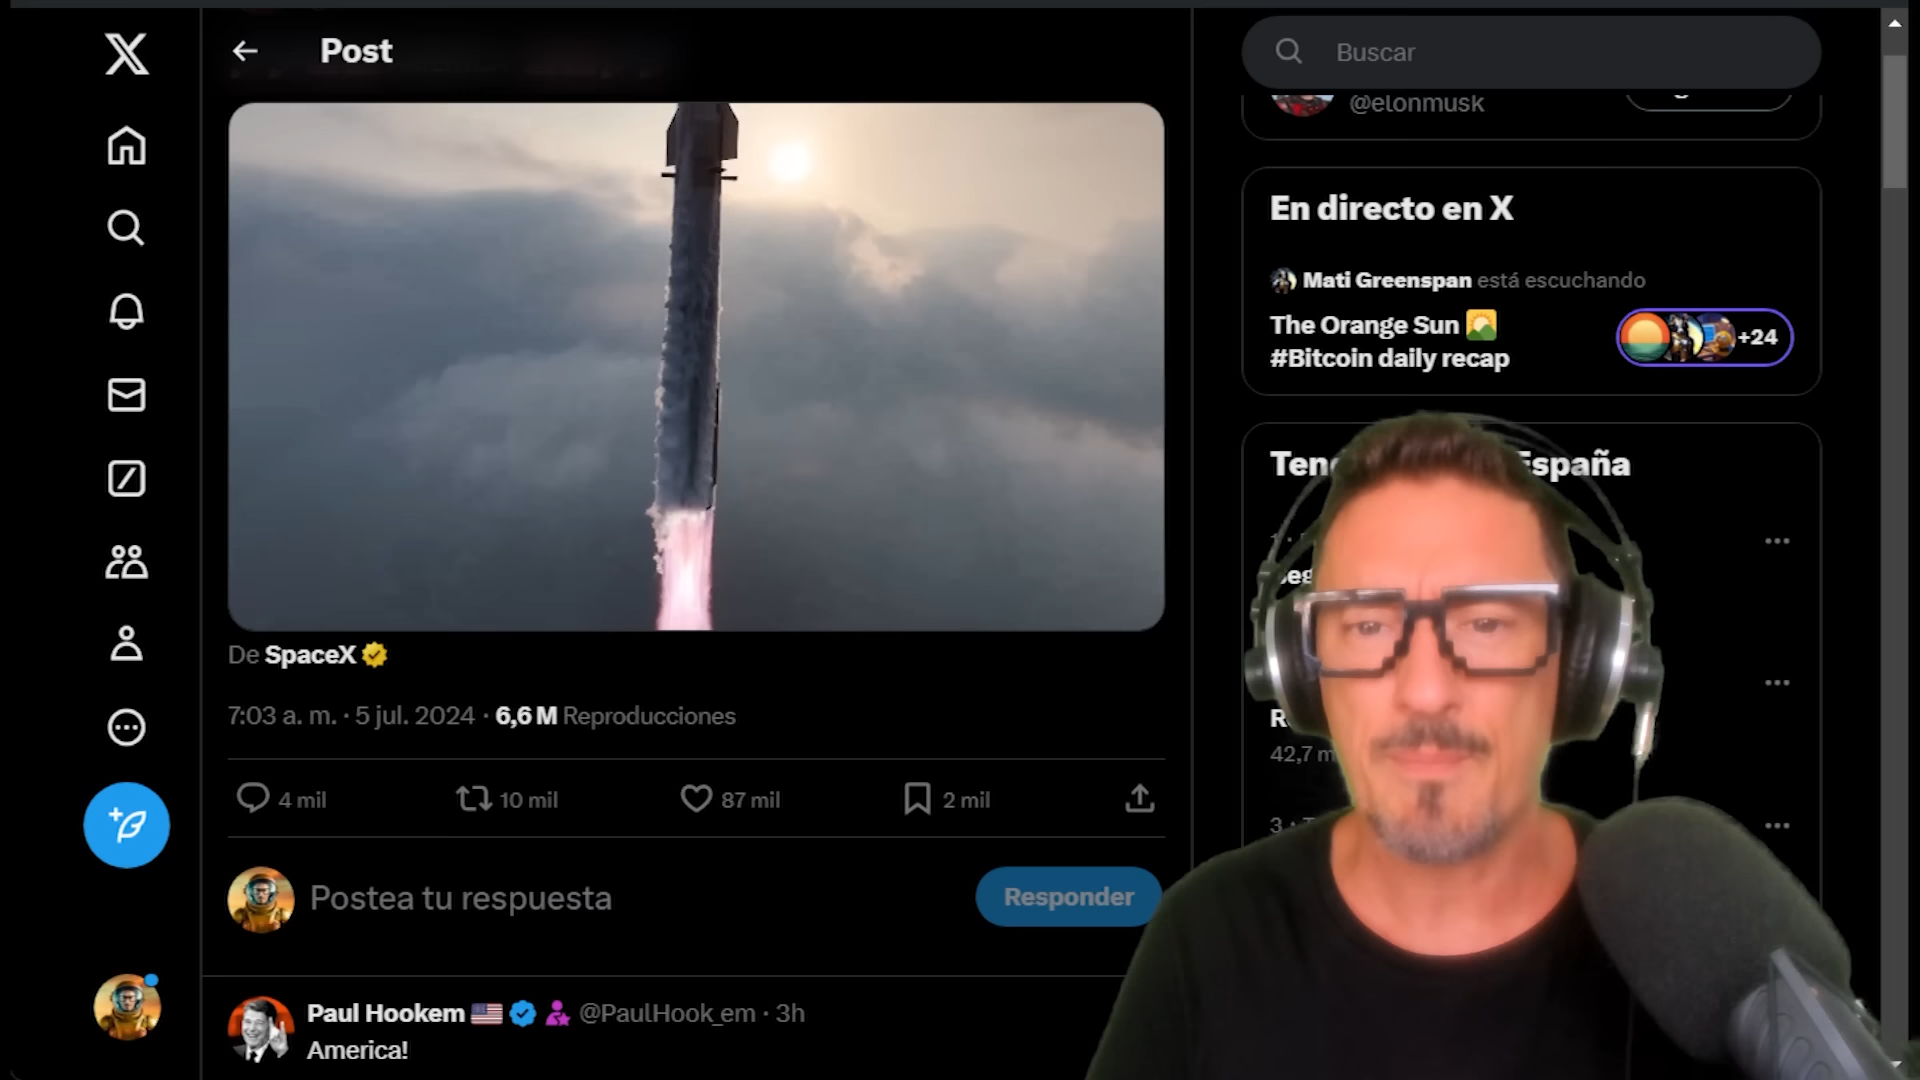 Post
De SpaceX
7:03 a. m. · 5 jul. 2024 · 6,6 M Reproducciones
4 mil
10 mil
87 mil
2 mil
Postea tu respuesta
Responder
Paul Hookem @PaulHook_em · 3h
America!
Buscar
@elonmusk
En directo en X
Mati Greenspan está escuchando
The Orange Sun
#Bitcoin daily recap
+24
España
42,7